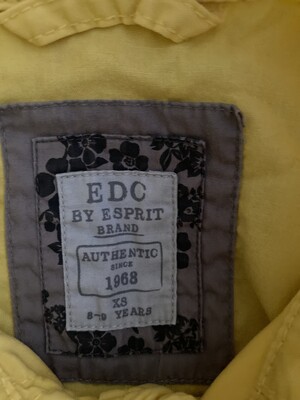 EDC
BY ESPRIT
BRAND
AUTHENTIC
SINCE
1968
XS
8-9 YEARS